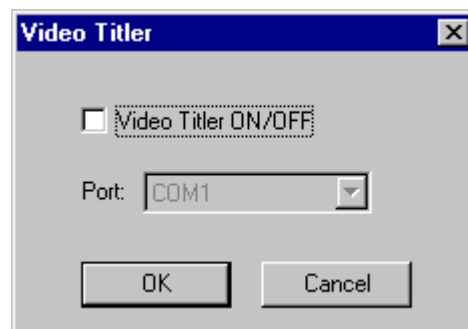 Video Titler
Video Titler ON/OFF
Port: COM1
OK Cancel